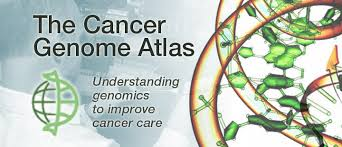 The Cancer
Genome Atlas
Understanding
genomics
to improve
cancer care